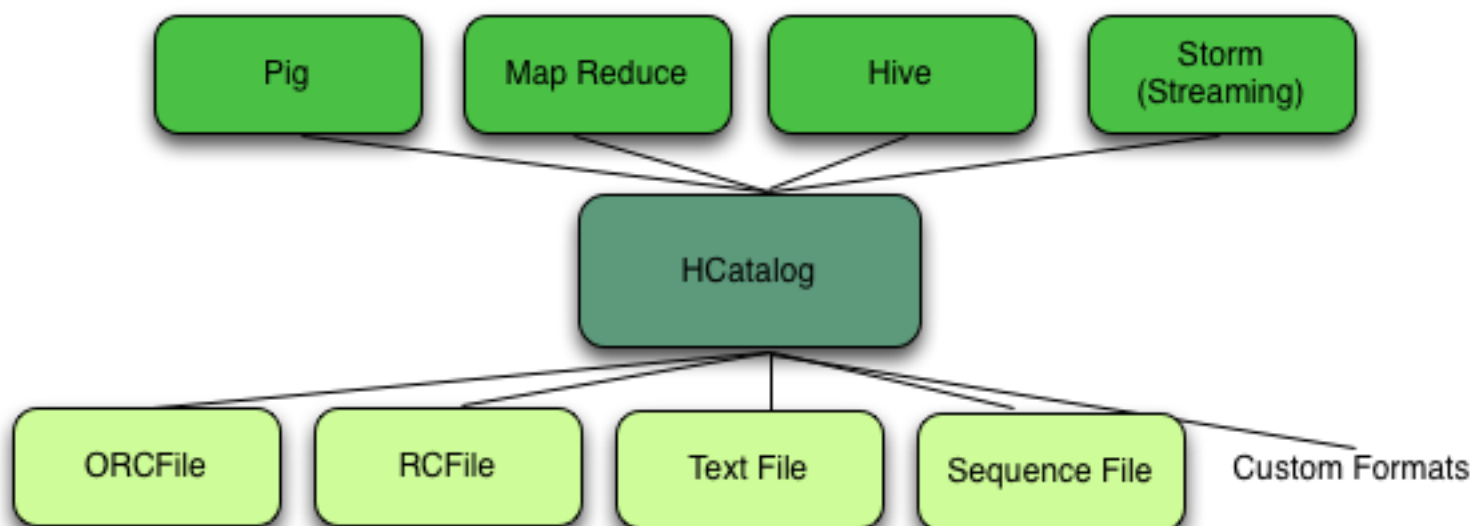 Pig
Map Reduce
Hive
Storm
(Streaming)
HCatalog
ORCFile
RCFile
Text File
Sequence File
Custom Formats